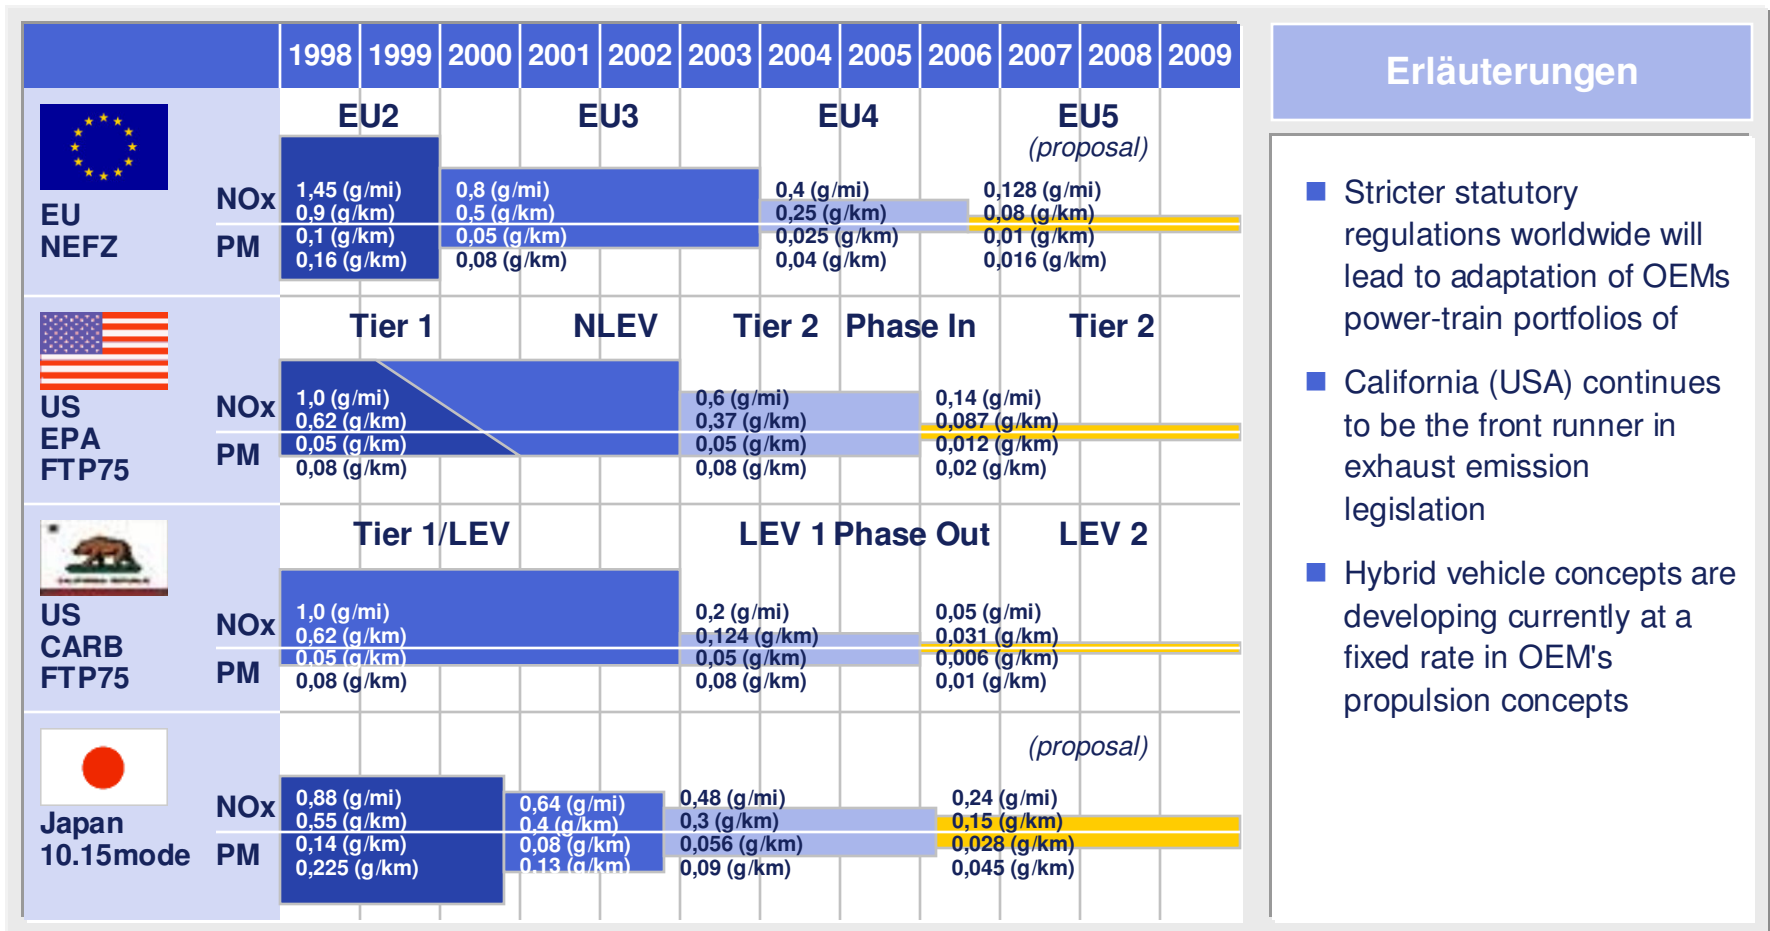 1998 1999 2000 2001 2002 2003 2004 2005 2006 2007 2008 2009
EU
NEFZ
NOx
PM
EU2 EU3 EU4 EU5
(proposal)
1,45 (g/mi) 0,8 (g/mi) 0,4 (g/mi) 0,128 (g/mi)
0,9 (g/km) 0,5 (g/km) 0,25 (g/km) 0,08 (g/km)
0,1 (g/km) 0,05 (g/km) 0,025 (g/km) 0,01 (g/km)
0,16 (g/km) 0,08 (g/km) 0,04 (g/km) 0,016 (g/km)
US
EPA
FTP75
NOx
PM
Tier 1 NLEV Tier 2 Phase In Tier 2
1,0 (g/mi) 0,6 (g/mi) 0,14 (g/mi)
0,62 (g/km) 0,37 (g/km) 0,087 (g/km)
0,05 (g/km) 0,05 (g/km) 0,012 (g/km)
0,08 (g/km) 0,08 (g/km) 0,02 (g/km)
CALIFORNIA REPUBLIC
US
CARB
FTP75
NOx
PM
Tier 1/LEV LEV 1 Phase Out LEV 2
1,0 (g/mi) 0,2 (g/mi) 0,05 (g/mi)
0,62 (g/km) 0,124 (g/km) 0,031 (g/km)
0,05 (g/km) 0,05 (g/km) 0,006 (g/km)
0,08 (g/km) 0,08 (g/km) 0,01 (g/km)
Japan
10.15mode
NOx
PM
(proposal)
0,88 (g/mi) 0,64 (g/mi) 0,48 (g/mi) 0,24 (g/mi)
0,55 (g/km) 0,4 (g/km) 0,3 (g/km) 0,15 (g/km)
0,14 (g/km) 0,08 (g/km) 0,056 (g/km) 0,028 (g/km)
0,225 (g/km) 0,13 (g/km) 0,09 (g/km) 0,045 (g/km)
Erläuterungen
Stricter statutory
regulations worldwide will
lead to adaptation of OEMs
power-train portfolios of
California (USA) continues
to be the front runner in
exhaust emission
legislation
Hybrid vehicle concepts are
developing currently at a
fixed rate in OEM's
propulsion concepts